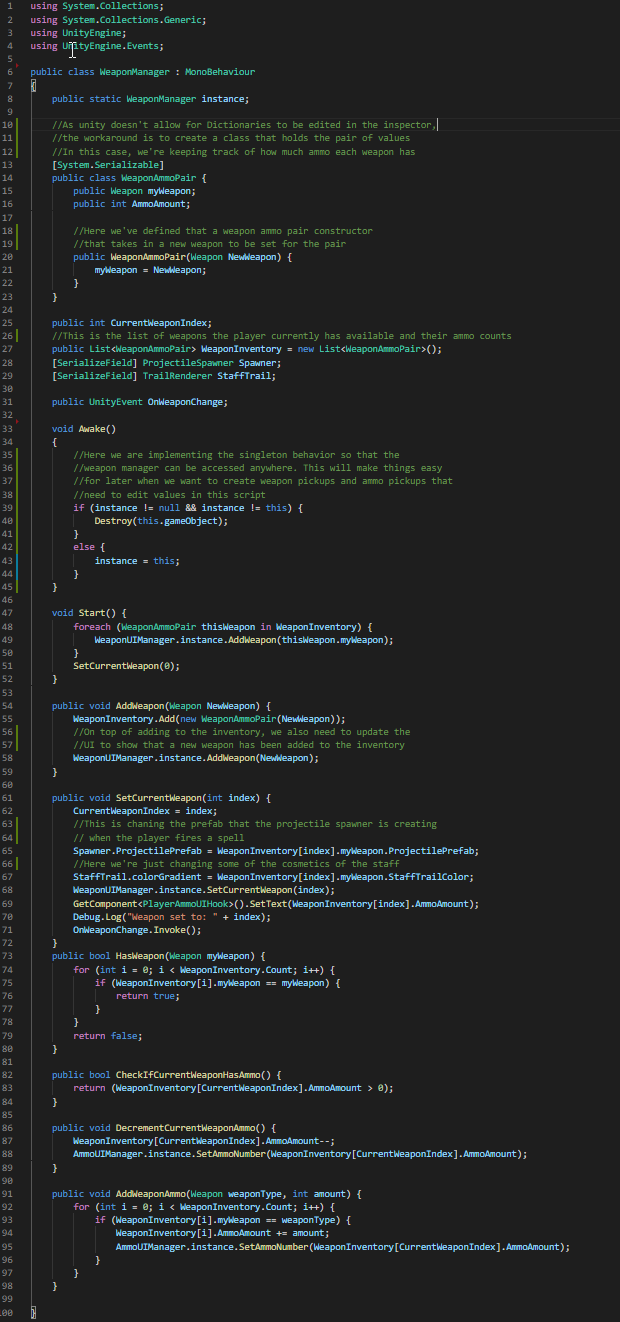 1 using System.Collections;
2 using System.Collections.Generic;
3 using UnityEngine;
4 using UnityEngine.Events;
5
6 public class WeaponManager : MonoBehaviour
7 {
8 public static WeaponManager instance;
9
10 //As unity doesn't allow for Dictionaries to be edited in the inspector,
11 //the workaround is to create a class that holds the pair of values
12 //In this case, we're keeping track of how much ammo each weapon has
13 [System.Serializable]
14 public class WeaponAmmoPair {
15 public Weapon myWeapon;
16 public int AmmoAmount;
17
18 //Here we've defined that a weapon ammo pair constructor
19 //that takes in a new weapon to be set for the pair
20 public WeaponAmmoPair(Weapon NewWeapon) {
21 myWeapon = NewWeapon;
22 }
23 }
24
25 public int CurrentWeaponIndex;
26 //This is the list of weapons the player currently has available and their ammo counts
27 public List<WeaponAmmoPair> WeaponInventory = new List<WeaponAmmoPair>();
28 [SerializeField] ProjectileSpawner Spawner;
29 [SerializeField] TrailRenderer StaffTrail;
30
31 public UnityEvent OnWeaponChange;
32
33 void Awake()
34 {
35 //Here we are implementing the singleton behavior so that the
36 //weapon manager can be accessed anywhere. This will make things easy
37 //for later when we want to create weapon pickups and ammo pickups that
38 //need to edit values in this script
39 if (instance != null && instance != this) {
40 Destroy(this.gameObject);
41 }
42 else {
43 instance = this;
44 }
45 }
46
47 void Start() {
48 foreach (WeaponAmmoPair thisWeapon in WeaponInventory) {
49 WeaponUIManager.instance.AddWeapon(thisWeapon.myWeapon);
50 }
51 SetCurrentWeapon(0);
52 }
53
54 public void AddWeapon(Weapon NewWeapon) {
55 WeaponInventory.Add(new WeaponAmmoPair(NewWeapon));
56 //On top of adding to the inventory, we also need to update the
57 //UI to show that a new weapon has been added to the inventory
58 WeaponUIManager.instance.AddWeapon(NewWeapon);
59 }
60
61 public void SetCurrentWeapon(int index) {
62 CurrentWeaponIndex = index;
63 //This is chaning the prefab that the projectile spawner is creating
64 // when the player fires a spell
65 Spawner.ProjectilePrefab = WeaponInventory[index].myWeapon.ProjectilePrefab;
66 //Here we're just changing some of the cosmetics of the staff
67 StaffTrail.colorGradient = WeaponInventory[index].myWeapon.StaffTrailColor;
68 WeaponUIManager.instance.SetCurrentWeapon(index);
69 GetComponent<PlayerAmmoUIHook>().SetText(WeaponInventory[index].AmmoAmount);
70 Debug.Log("Weapon set to: " + index);
71 OnWeaponChange.Invoke();
72 }
73 public bool HasWeapon(Weapon myWeapon) {
74 for (int i = 0; i < WeaponInventory.Count; i++) {
75 if (WeaponInventory[i].myWeapon == myWeapon) {
76 return true;
77 }
78 }
79 return false;
80 }
81
82 public bool CheckIfCurrentWeaponHasAmmo() {
83 return (WeaponInventory[CurrentWeaponIndex].AmmoAmount > 0);
84 }
85
86 public void DecrementCurrentWeaponAmmo() {
87 WeaponInventory[CurrentWeaponIndex].AmmoAmount--;
88 AmmoUIManager.instance.SetAmmoNumber(WeaponInventory[CurrentWeaponIndex].AmmoAmount);
89 }
90
91 public void AddWeaponAmmo(Weapon weaponType, int amount) {
92 for (int i = 0; i < WeaponInventory.Count; i++) {
93 if (WeaponInventory[i].myWeapon == weaponType) {
94 WeaponInventory[i].AmmoAmount += amount;
95 AmmoUIManager.instance.SetAmmoNumber(WeaponInventory[CurrentWeaponIndex].AmmoAmount);
96 }
97 }
98 }
99
100 }